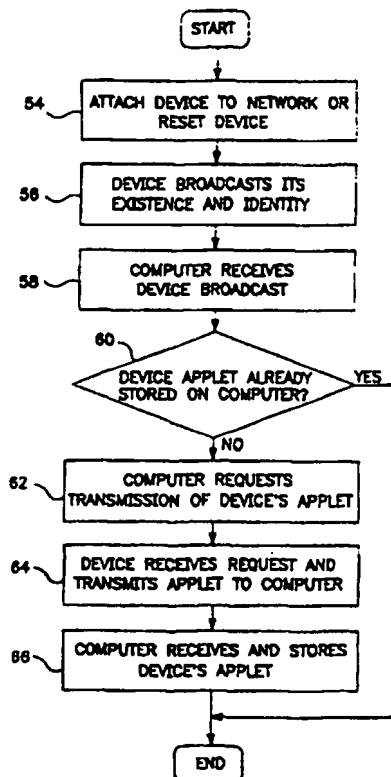 START
54
ATTACH DEVICE TO NETWORK OR
RESET DEVICE
56
DEVICE BROADCASTS ITS
EXISTENCE AND IDENTITY
58
COMPUTER RECEIVES
DEVICE BROADCAST
60
DEVICE APPLET ALREADY
STORED ON COMPUTER?
YES
NO
62
COMPUTER REQUESTS
TRANSMISSION OF DEVICE'S APPLET
64
DEVICE RECEIVES REQUEST AND
TRANSMITS APPLET TO COMPUTER
66
COMPUTER RECEIVES AND STORES
DEVICE'S APPLET
END